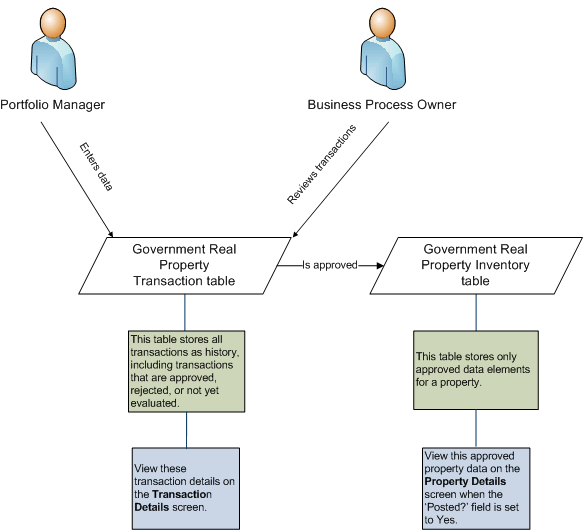 Portfolio Manager
Business Process Owner
Enters data
Reviews transactions
Government Real
Property
Transaction table
Is approved
Government Real
Property Inventory
table
This table stores all
transactions as history,
including transactions
that are approved,
rejected, or not yet
evaluated.
This table stores only
approved data elements
for a property.
View these
transaction details on
the Transaction
Details screen.
View this approved
property data on the
Property Details
screen when the
'Posted?' field is set
to Yes.